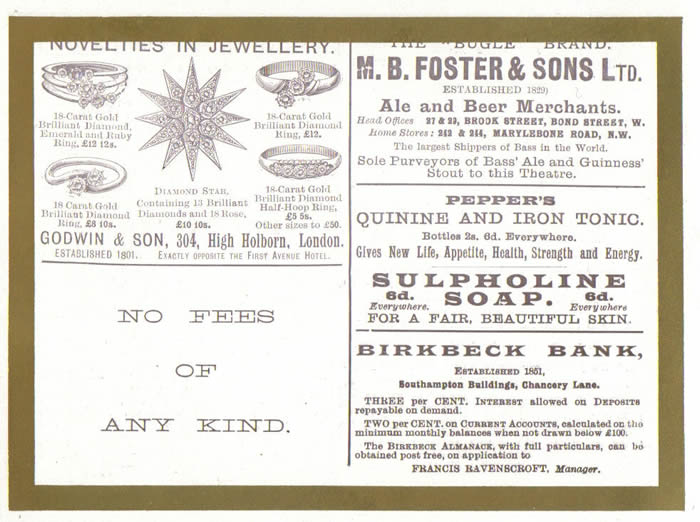 NOVELTIES IN JEWELLERY.
18-Carat Gold
Brilliant Diamond,
Emerald and Ruby
Ring, £12 12s.
18-Carat Gold
Brilliant Diamond
Ring, £12.
18 Carat Gold
Brilliant Diamond
Ring, £8 10s.
DIAMOND STAR,
Containing 13 Brilliant
Diamonds and 18 Rose,
£10 10s.
18-Carat Gold
Brilliant Diamond
Half-Hoop Ring,
£5 5s.
Other sizes to £50.
GODWIN & SON, 304, High Holborn, London.
ESTABLISHED 1801. EXACTLY OPPOSITE THE FIRST AVENUE HOTEL.
NO FEES
OF
ANY KIND.
THE "BUGLE" BRAND.
M. B. FOSTER & SONS LTD.
ESTABLISHED 1829)
Ale and Beer Merchants.
Head Offices 27 & 29, BROOK STREET, BOND STREET, W.
Home Stores: 242 & 244, MARYLEBONE ROAD, N.W.
The largest Shippers of Bass in the World.
Sole Purveyors of Bass' Ale and Guinness'
Stout to this Theatre.
PEPPER'S
QUININE AND IRON TONIC.
Bottles 2s. 6d. Everywhere.
Gives New Life, Appetite, Health, Strength and Energy.
SULPHOLINE
6d. SOAP. 6d.
Everywhere. Everywhere
FOR A FAIR, BEAUTIFUL SKIN.
BIRKBECK BANK,
ESTABLISHED 1851,
Southampton Buildings, Chancery Lane.
THREE per CENT. INTEREST allowed on DEPOSITS
repayable on demand.
TWO per CENT. on CURRENT ACCOUNTS, calculated on the
minimum monthly balances when not drawn below £100.
The BIRKBECK ALMANACK, with full particulars, can be
obtained post free, on application to
FRANCIS RAVENSCROFT, Manager.